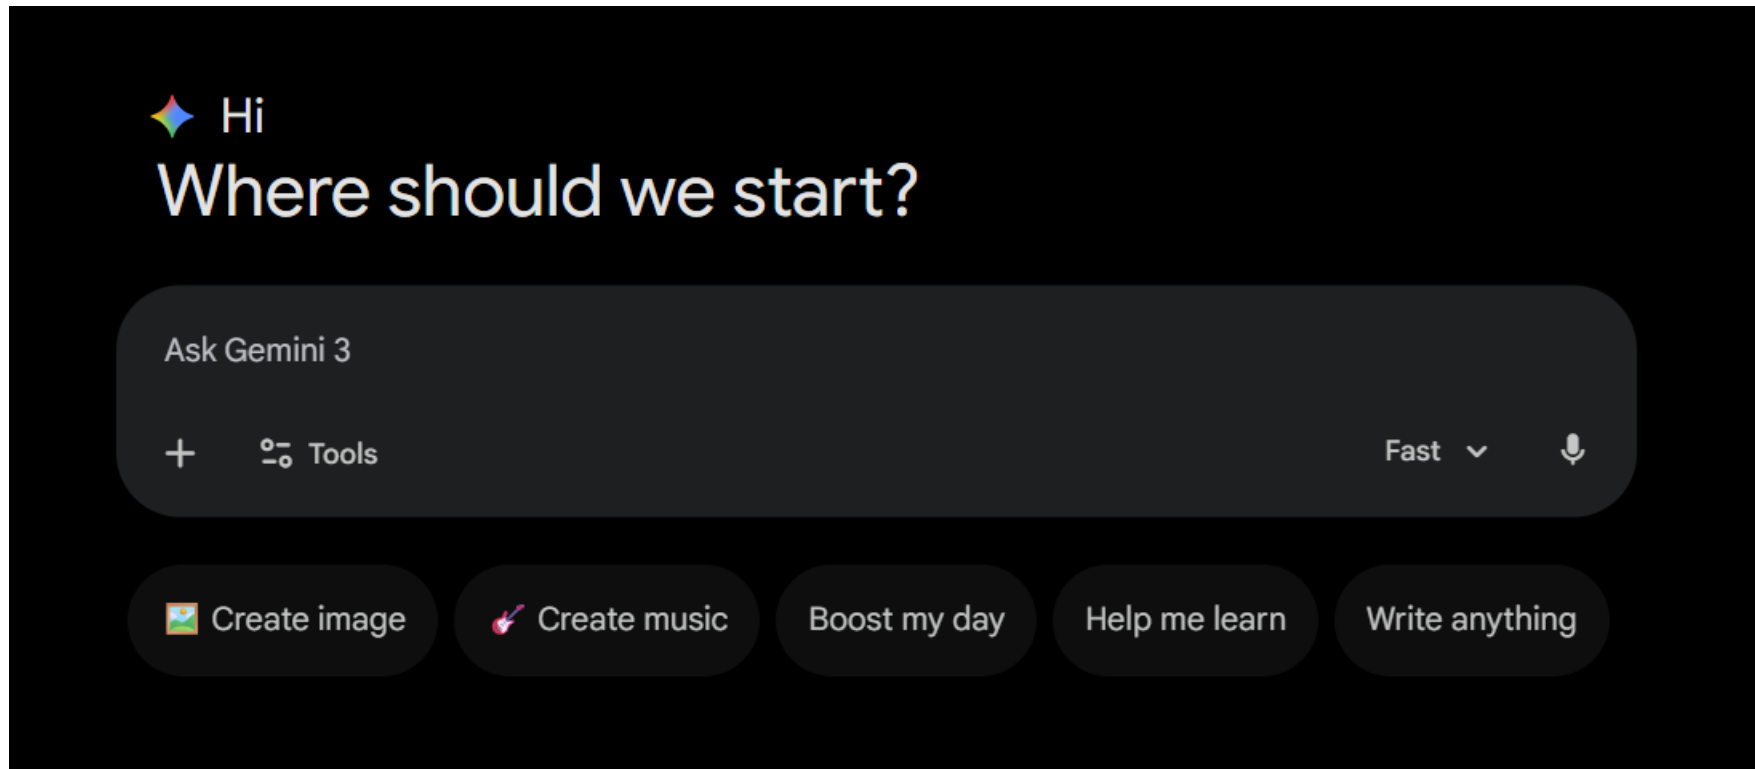 Hi
Where should we start?
Ask Gemini 3
Tools
Fast
Create image
Create music
Boost my day
Help me learn
Write anything